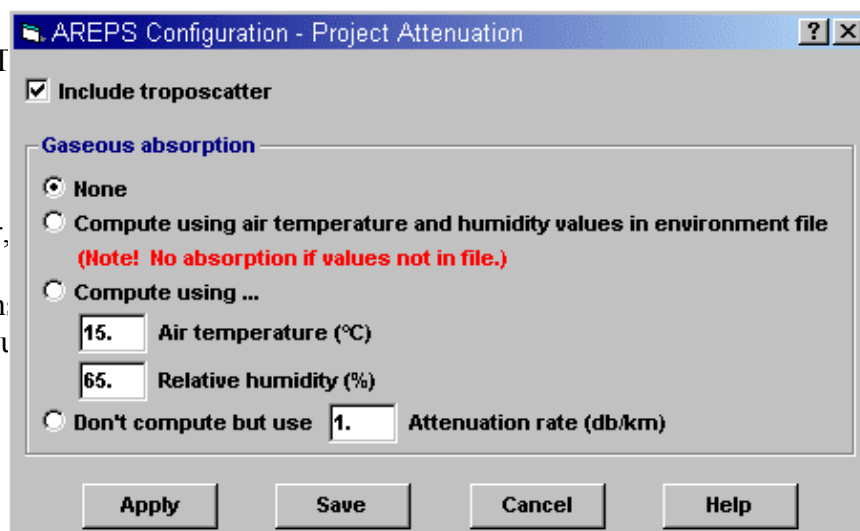 AREPS Configuration - Project Attenuation
Include troposcatter
Gaseous absorption
None
Compute using air temperature and humidity values in environment file
(Note! No absorption if values not in file.)
Compute using ...
15. Air temperature (°C)
65. Relative humidity (%)
Don't compute but use 1. Attenuation rate (db/km)
Apply Save Cancel Help